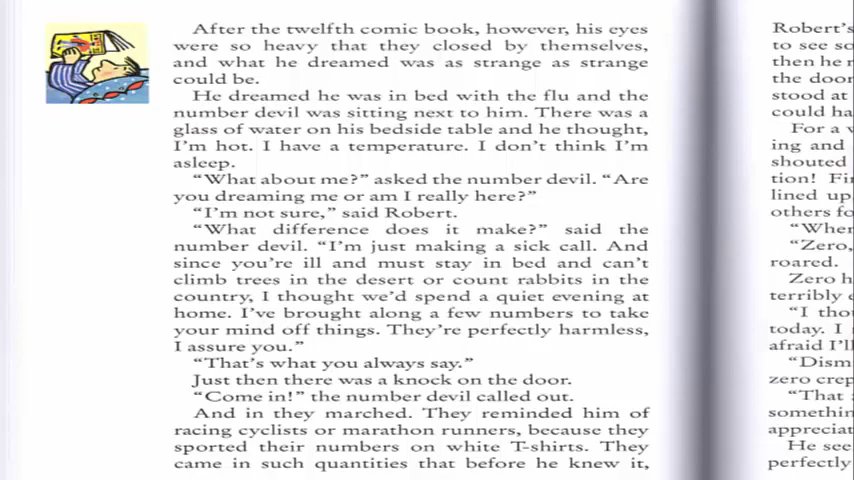 After the twelfth comic book, however, his eyes
were so heavy that they closed by themselves,
and what he dreamed was as strange as strange
could be.
He dreamed he was in bed with the flu and the
number devil was sitting next to him. There was a
glass of water on his bedside table and he thought,
I'm hot. I have a temperature. I don't think I'm
asleep.
“What about me?” asked the number devil. “Are
you dreaming me or am I really here?”
“I'm not sure,” said Robert.
“What difference does it make?” said the
number devil. “I'm just making a sick call. And
since you're ill and must stay in bed and can't
climb trees in the desert or count rabbits in the
country, I thought we'd spend a quiet evening at
home. I've brought along a few numbers to take
your mind off things. They're perfectly harmless,
I assure you.”
“That's what you always say.”
Just then there was a knock on the door.
“Come in!” the number devil called out.
And in they marched. They reminded him of
racing cyclists or marathon runners, because they
sported their numbers on white T-shirts. They
came in such quantities that before he knew it,
Robert's
to see so
then he
the door
stood at
could
For a
ing and
shouted
tion!
lined up
others
“When
“Zero,
roared.
Zero
terribly
“I
today. I
afraid I'll
zero
“That
He
perfectly